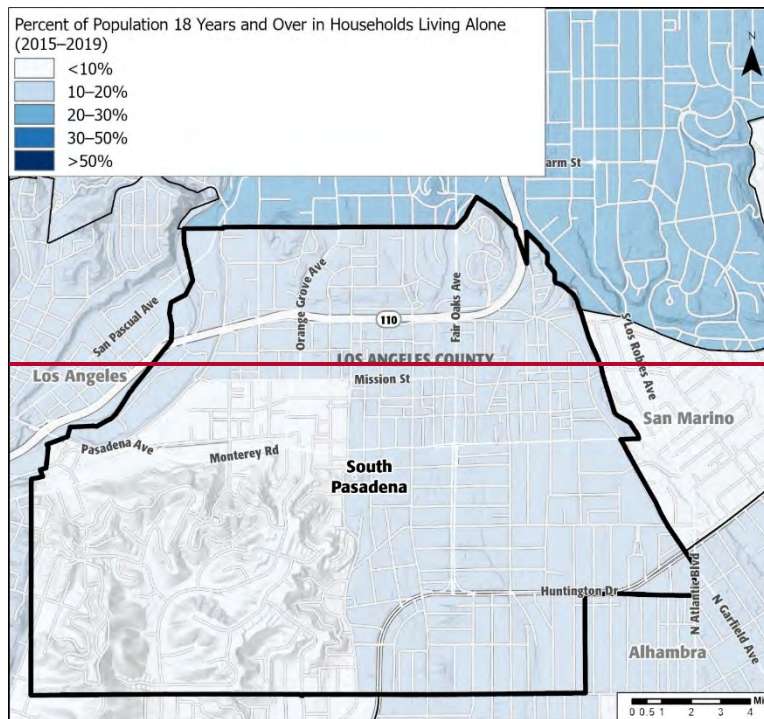 Percent of Population 18 Years and Over in Households Living Alone
(2015–2019)
<10%
10–20%
20–30%
30–50%
>50%
N
arm St
San Pascual Ave
Orange Grove Ave
110
Fair Oaks Ave
LOS ANGELES COUNTY
S Los Robles Ave
Los Angeles
Mission St
San Marino
Pasadena Ave
Monterey Rd
South
Pasadena
Huntington Dr
N Atlantic Blvd
N Garfield Ave
Alhambra
Mi
0 0.5 1 2 3 4